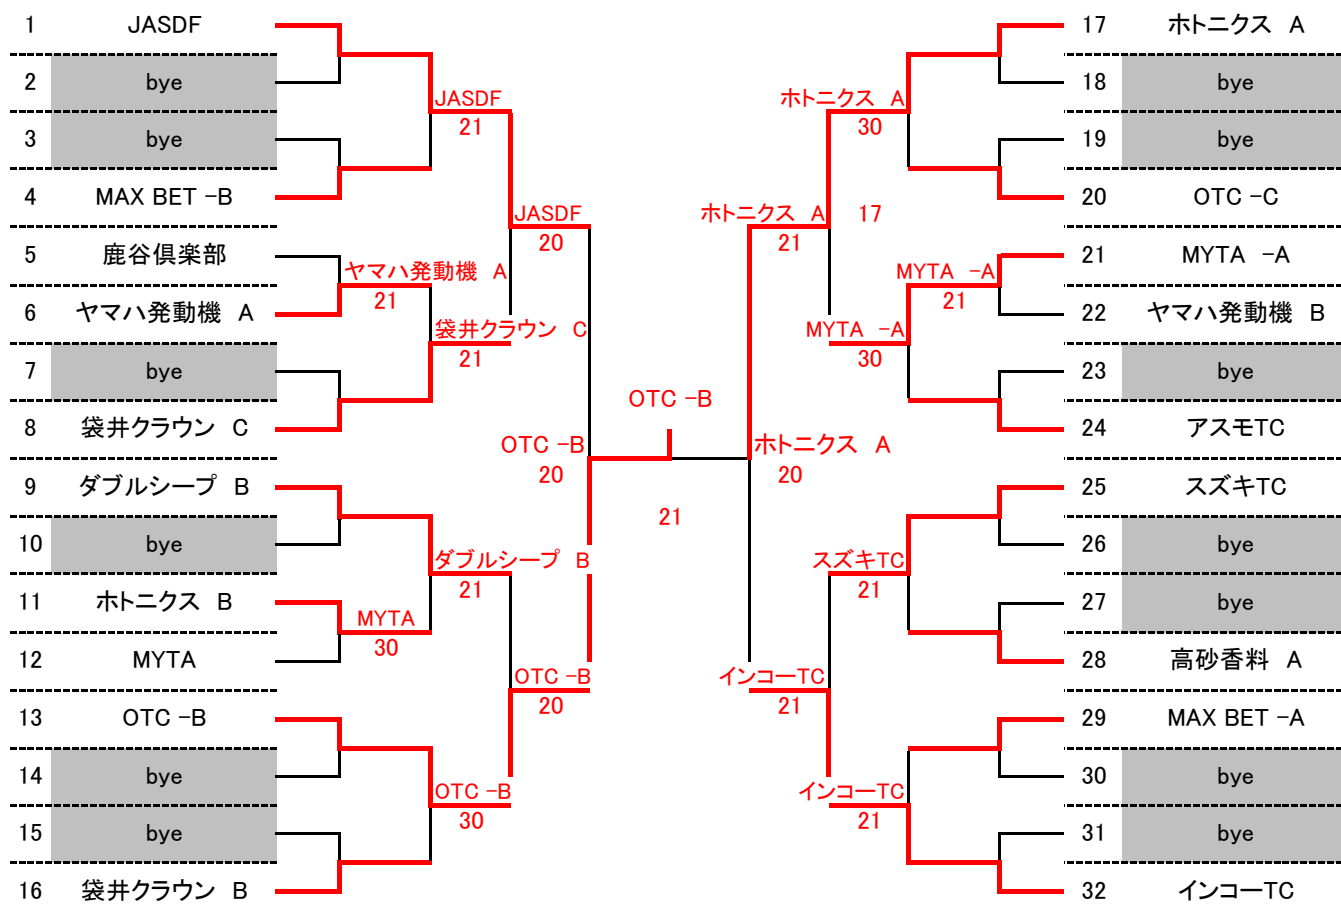 1 JASDF
2 bye
3 bye
4 MAX BET -B
5 鹿谷倶楽部
6 ヤマハ発動機 A
7 bye
8 袋井クラウン C
9 ダブルシープ B
10 bye
11 ホトニクス B
12 MYTA
13 OTC -B
14 bye
15 bye
16 袋井クラウン B
JASDF
21
ヤマハ発動機 A
21
袋井クラウン C
21
JASDF
20
ダブルシープ B
21
MYTA
30
OTC -B
30
OTC -B
20
OTC -B
20
OTC -B
21
ホトニクス A
20
ホトニクス A 17
21
インコーTC
21
ホトニクス A
30
MYTA -A
21
MYTA -A
30
スズキTC
21
インコーTC
21
17 ホトニクス A
18 bye
19 bye
20 OTC -C
21 MYTA -A
22 ヤマハ発動機 B
23 bye
24 アスモTC
25 スズキTC
26 bye
27 bye
28 高砂香料 A
29 MAX BET -A
30 bye
31 bye
32 インコーTC